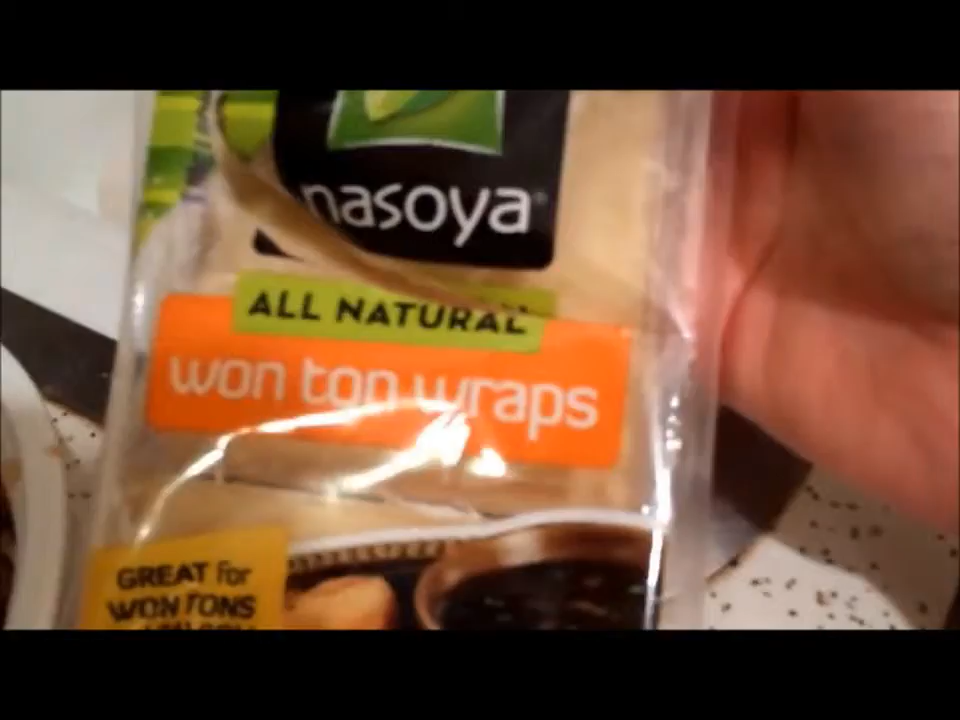 nasoya
ALL NATURAL
won ton wraps
GREAT for
WON TONS